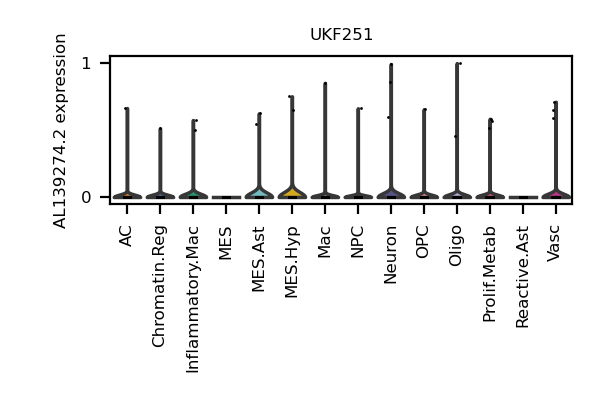 UKF251
AL139274.2 expression
1
0
AC
Chromatin.Reg
Inflammatory.Mac
MES
MES.Ast
MES.Hyp
Mac
NPC
Neuron
OPC
Oligo
Prolif.Metab
Reactive.Ast
Vasc